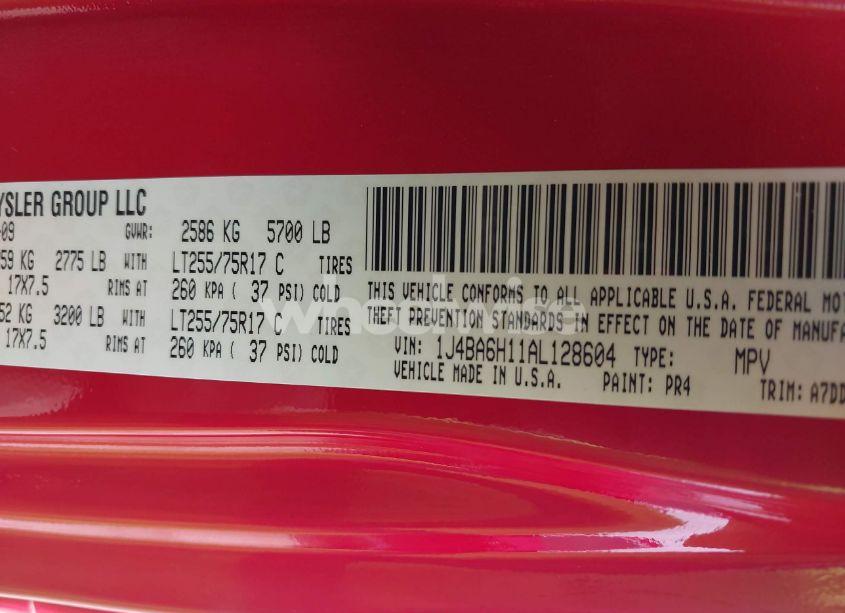 YSLER GROUP LLC
-09 GVWR: 2586 KG 5700 LB
59 KG 2775 LB WITH LT255/75R17 C TIRES
17X7.5 RIMS AT 260 KPA ( 37 PSI) COLD
52 KG 3200 LB WITH LT255/75R17 C TIRES
17X7.5 RIMS AT 260 KPA ( 37 PSI) COLD
THIS VEHICLE CONFORMS TO ALL APPLICABLE U.S.A. FEDERAL MOT
THEFT PREVENTION STANDARDS IN EFFECT ON THE DATE OF MANUFA
VIN: 1J4BA6H11AL128604 TYPE: MPV
VEHICLE MADE IN U.S.A. PAINT: PR4 TRIM: A7DD